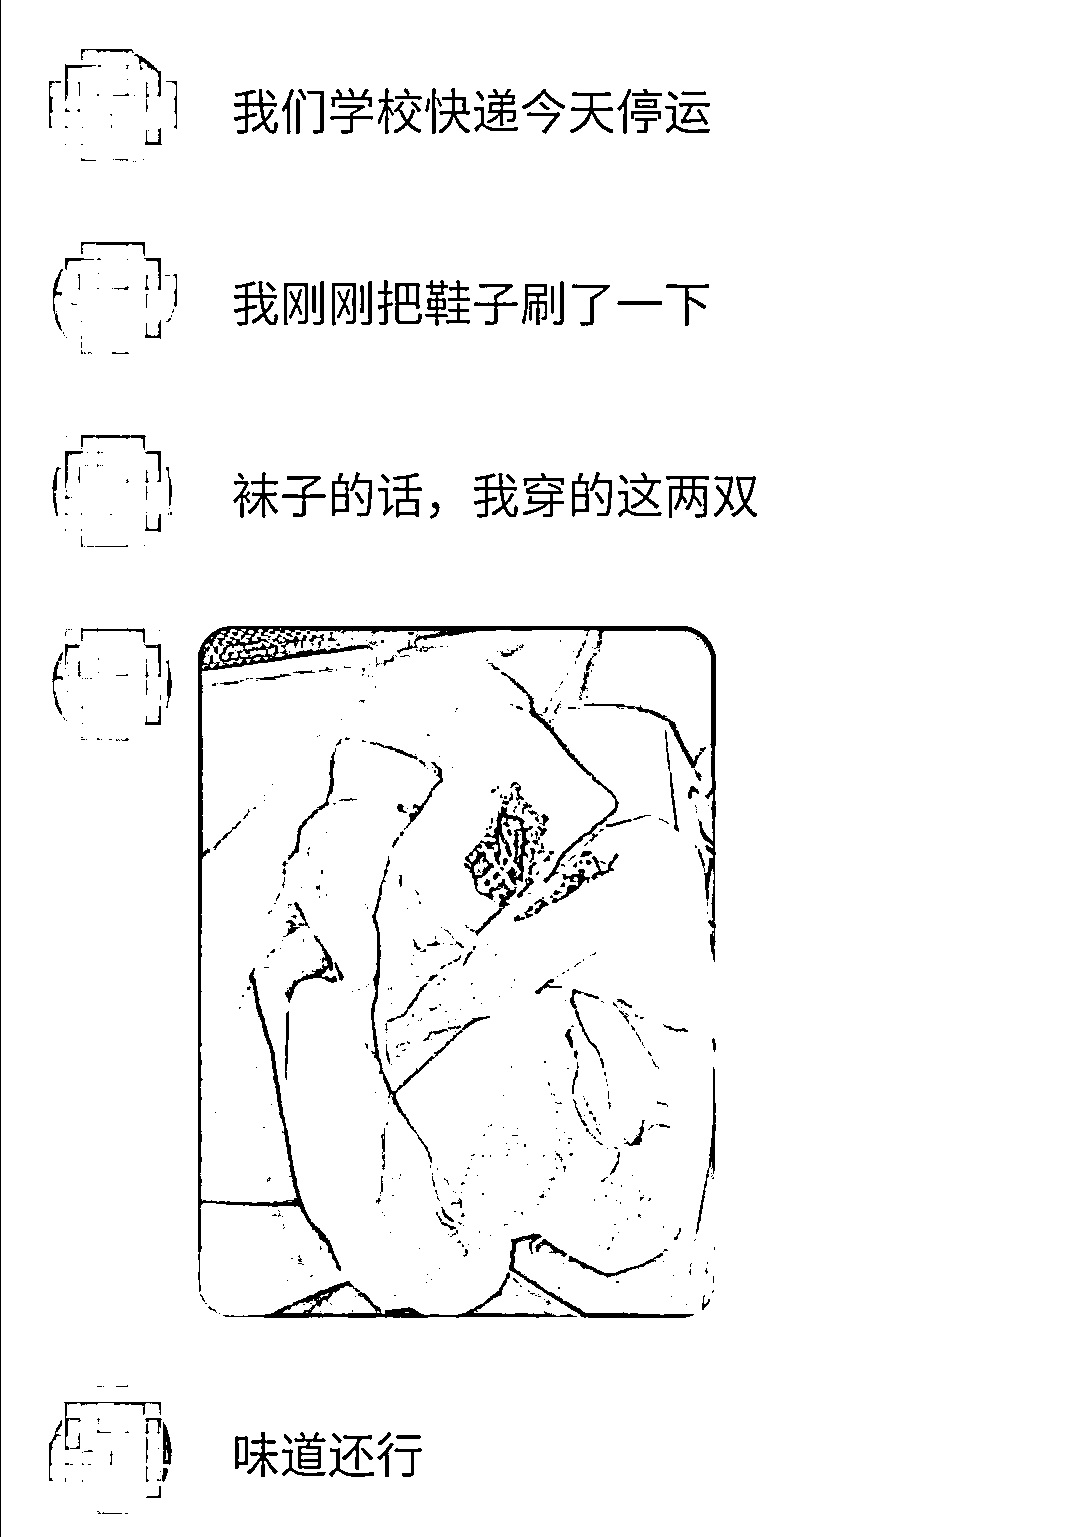 我们学校快递今天停运
我刚刚把鞋子刷了一下
袜子的话，我穿的这两双
味道还行